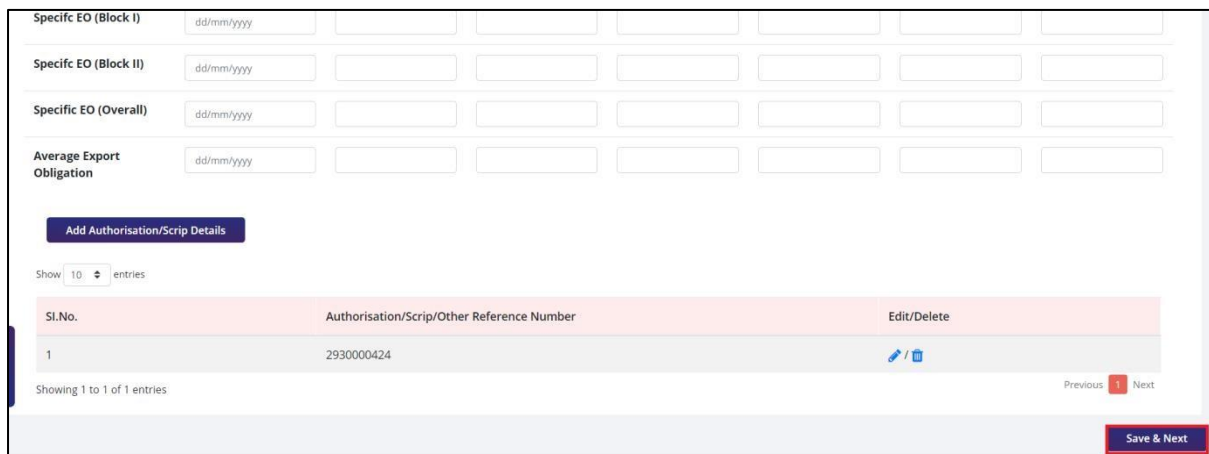 Specifc EO (Block I) dd/mm/yyyy
Specifc EO (Block II) dd/mm/yyyy
Specific EO (Overall) dd/mm/yyyy
Average Export
Obligation dd/mm/yyyy
Add Authorisation/Scrip Details
Show 10 entries
SI.No. Authorisation/Scrip/Other Reference Number Edit/Delete
1 2930000424 /
Showing 1 to 1 of 1 entries Previous 1 Next
Save & Next